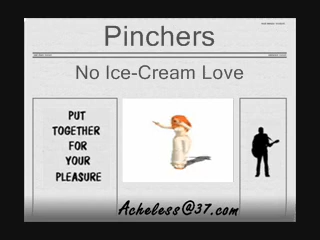 Pinchers
No Ice-Cream Love
PUT
TOGETHER
FOR
YOUR
PLEASURE
Acheless@37.com